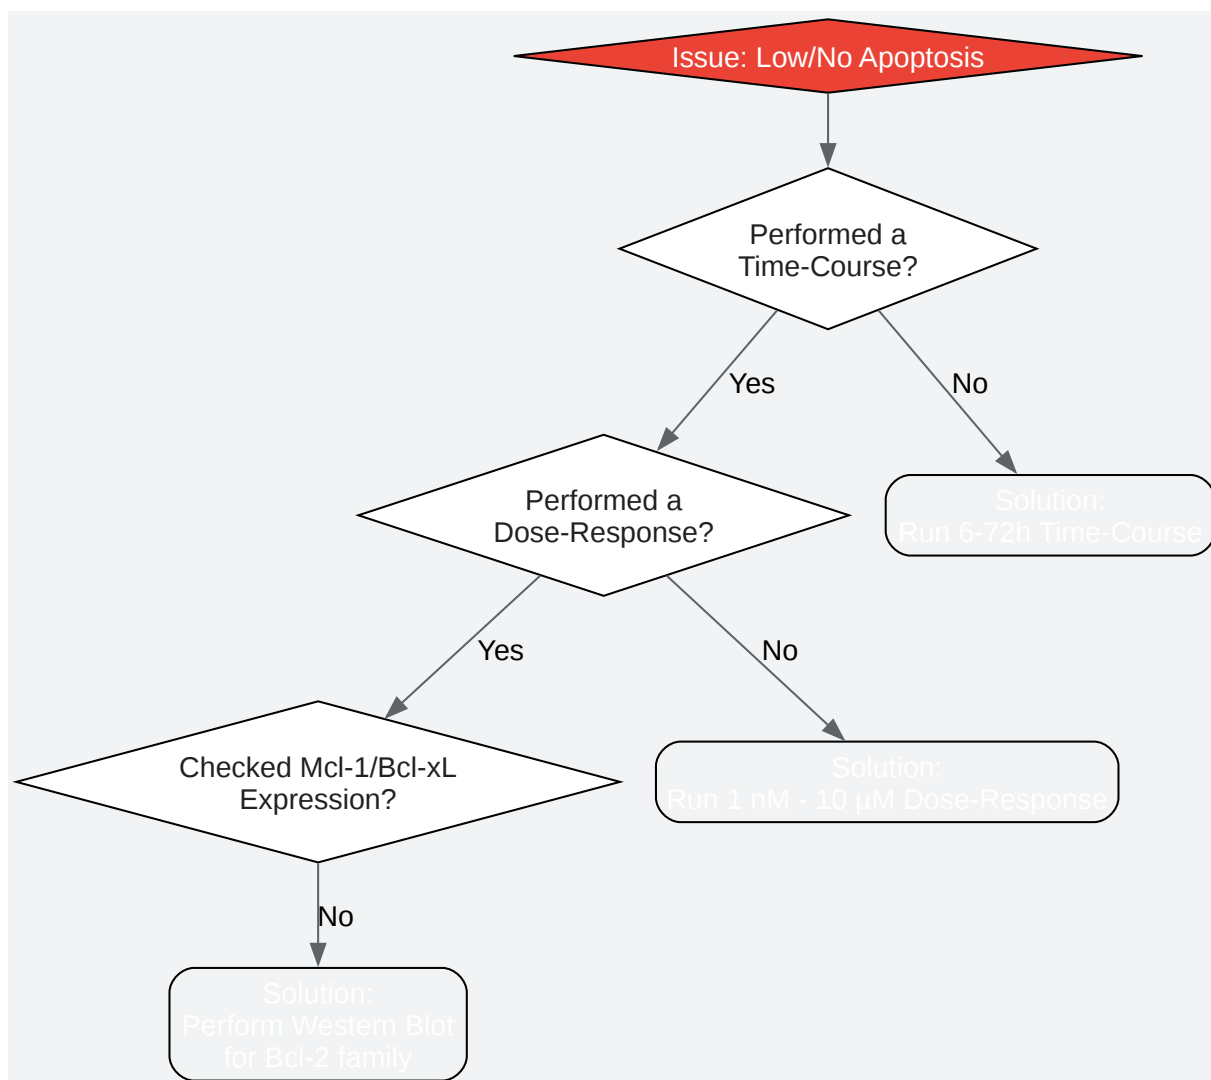 Issue: Low/No Apoptosis
Performed a
Time-Course?
Yes
No
Performed a
Dose-Response?
Solution:
Run 6-72h Time-Course
Yes
No
Checked Mcl-1/Bcl-xL
Expression?
Solution:
Run 1 nM - 10 µM Dose-Response
No
Solution:
Perform Western Blot
for Bcl-2 family